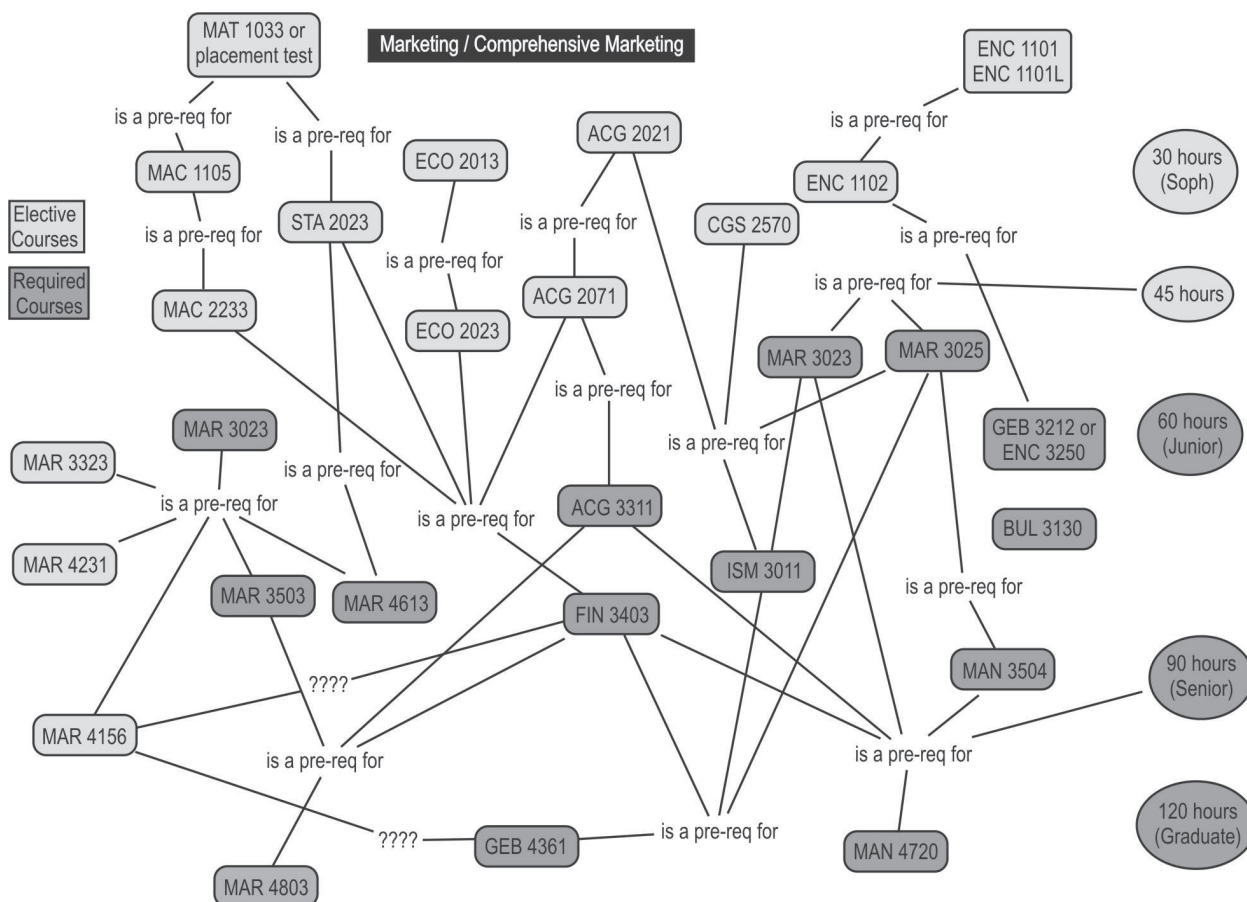 MAT 1033 or
placement test
Marketing / Comprehensive Marketing
ENC 1101
ENC 1101L
is a pre-req for
is a pre-req for
ACG 2021
is a pre-req for
MAC 1105
ECO 2013
ENC 1102
30 hours
(Soph)
Elective
Courses
STA 2023
is a pre-req for
CGS 2570
is a pre-req for
is a pre-req for
is a pre-req for
Required
Courses
MAC 2233
ACG 2071
is a pre-req for
45 hours
ECO 2023
MAR 3023
MAR 3025
is a pre-req for
MAR 3023
GEB 3212 or
ENC 3250
60 hours
(Junior)
is a pre-req for
MAR 3323
is a pre-req for
is a pre-req for
is a pre-req for
ACG 3311
BUL 3130
MAR 4231
ISM 3011
MAR 3503
MAR 4613
is a pre-req for
FIN 3403
MAN 3504
90 hours
(Senior)
????
MAR 4156
is a pre-req for
is a pre-req for
120 hours
(Graduate)
????
GEB 4361
is a pre-req for
MAN 4720
MAR 4803